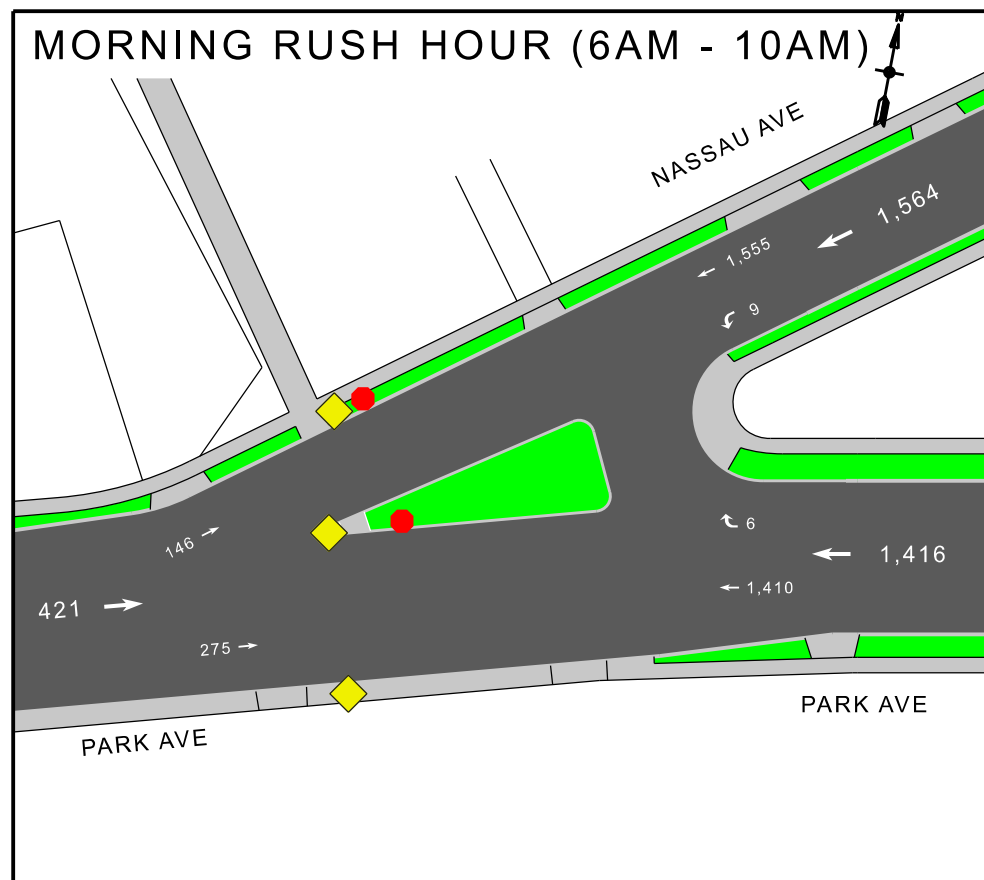 MORNING RUSH HOUR (6AM - 10AM)
N
NASSAU AVE
1,564
1,555
9
146
6
1,416
421
1,410
275
PARK AVE
PARK AVE